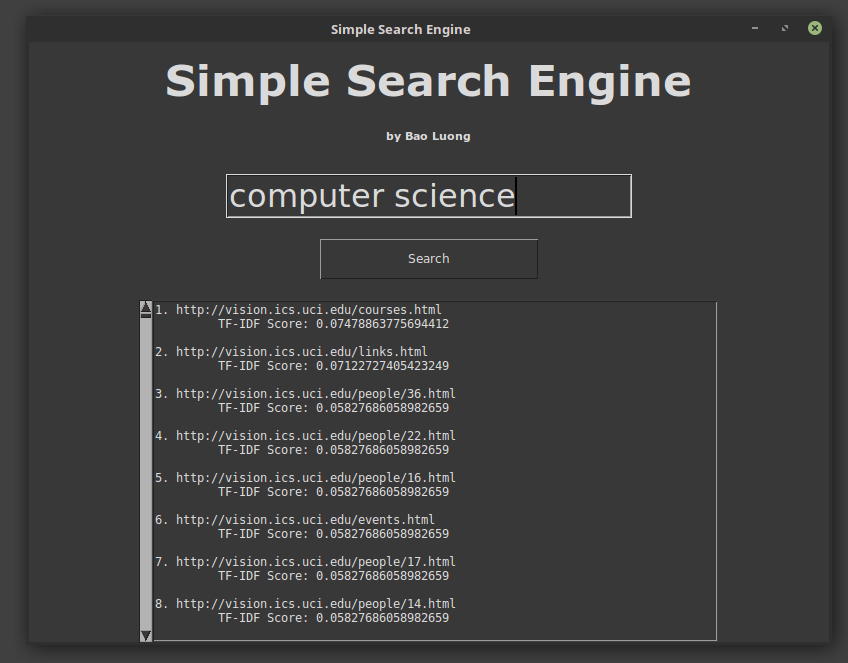 Simple Search Engine
Simple Search Engine
by Bao Luong
computer science
Search
1. http://vision.ics.uci.edu/courses.html
TF-IDF Score: 0.07478863775694412
2. http://vision.ics.uci.edu/links.html
TF-IDF Score: 0.07122727405423249
3. http://vision.ics.uci.edu/people/36.html
TF-IDF Score: 0.05827686058982659
4. http://vision.ics.uci.edu/people/22.html
TF-IDF Score: 0.05827686058982659
5. http://vision.ics.uci.edu/people/16.html
TF-IDF Score: 0.05827686058982659
6. http://vision.ics.uci.edu/events.html
TF-IDF Score: 0.05827686058982659
7. http://vision.ics.uci.edu/people/17.html
TF-IDF Score: 0.05827686058982659
8. http://vision.ics.uci.edu/people/14.html
TF-IDF Score: 0.05827686058982659